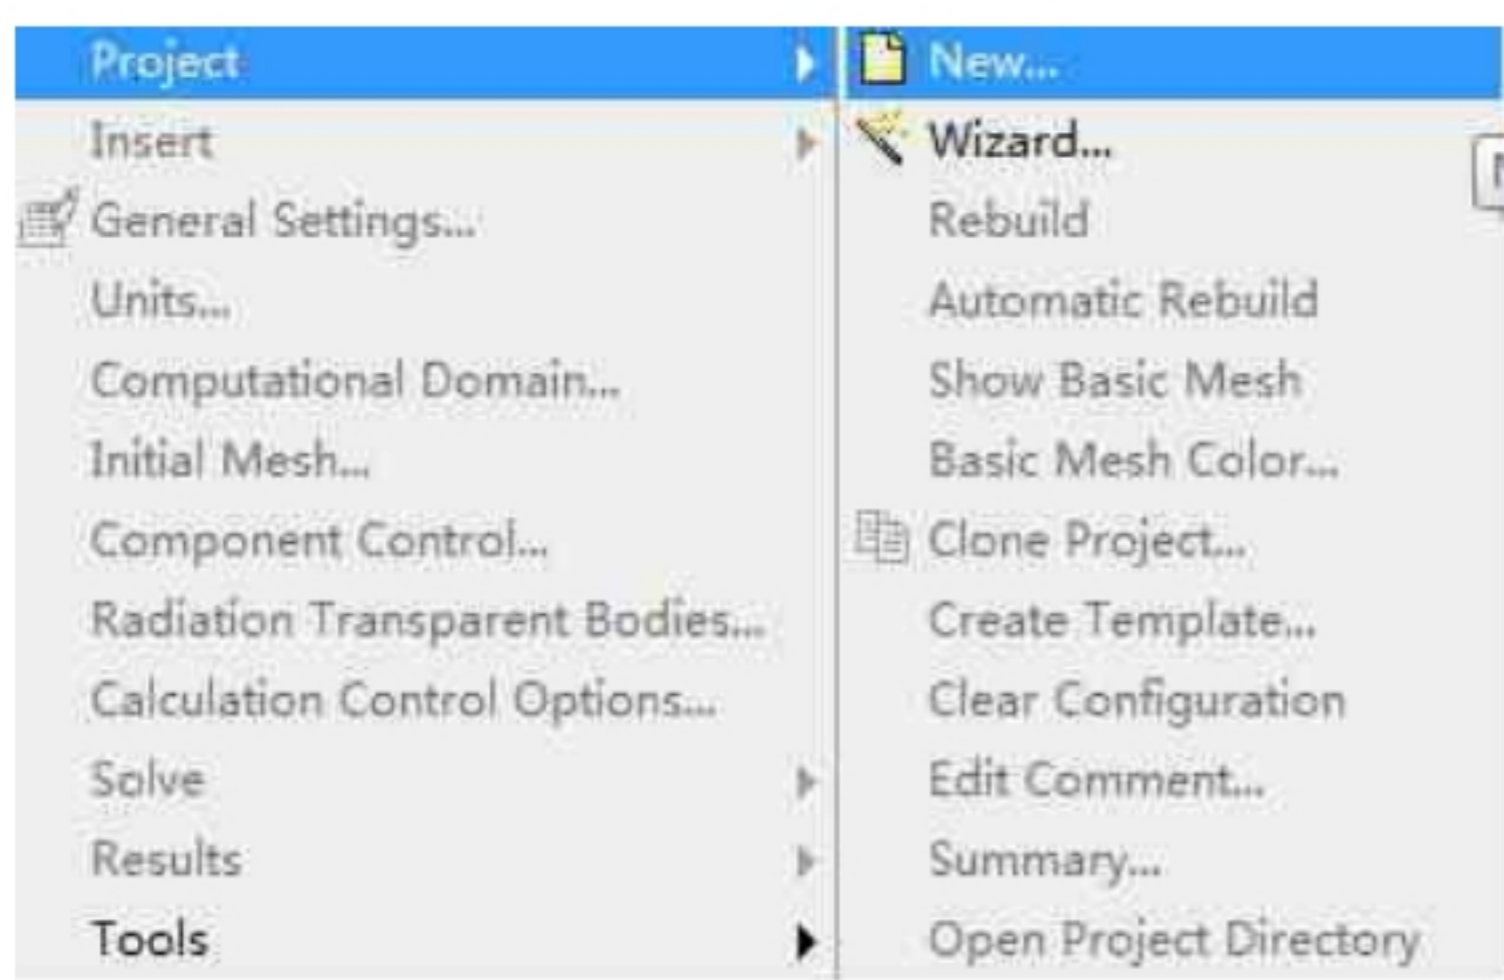 Project
Insert
General Settings...
Units...
Computational Domain...
Initial Mesh...
Component Control...
Radiation Transparent Bodies...
Calculation Control Options...
Solve
Results
Tools
New...
Wizard...
Rebuild
Automatic Rebuild
Show Basic Mesh
Basic Mesh Color...
Clone Project...
Create Template...
Clear Configuration
Edit Comment...
Summary...
Open Project Directory